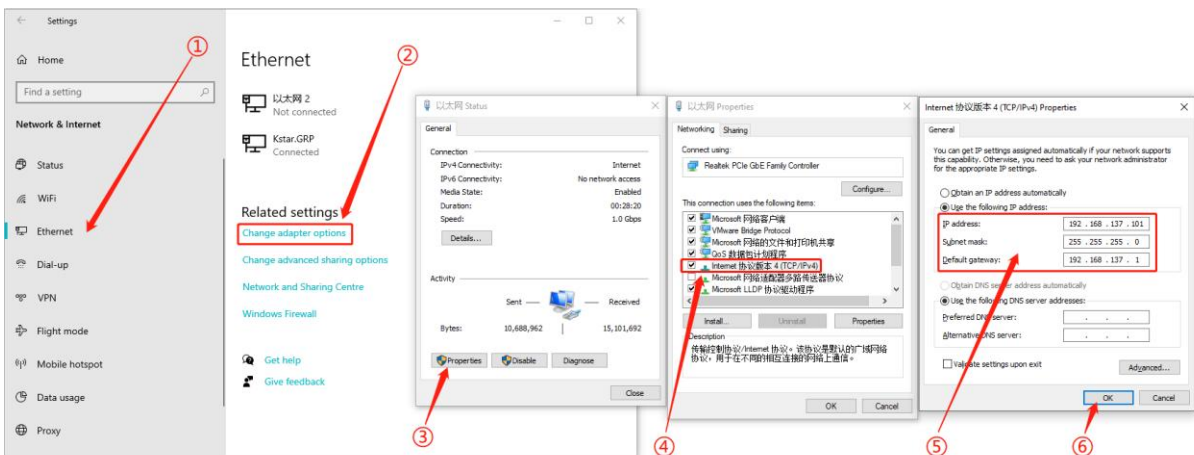 Settings
Home
Find a setting
Network & Internet
Status
WiFi
Ethernet
Dial-up
VPN
Flight mode
Mobile hotspot
Data usage
Proxy
①
Ethernet
以太网 2
Not connected
Kstar.GRP
Connected
Related settings
②
Change adapter options
Change advanced sharing options
Network and Sharing Centre
Windows Firewall
Get help
Give feedback
以太网 Status
General
Connection
IPv4 Connectivity: Internet
IPv6 Connectivity: No network access
Media State: Enabled
Duration: 00:28:20
Speed: 1.0 Gbps
Details...
Activity
Sent — — Received
Bytes: 10,688,962 | 15,101,692
Properties Disable Diagnose
Close
③
以太网 Properties
Networking Sharing
Connect using:
Realtek PCIe GbE Family Controller
Configure...
This connection uses the following items:
Microsoft 网络客户端
VMware Bridge Protocol
Microsoft 网络的文件和打印机共享
QoS 数据包计划程序
Internet 协议版本 4 (TCP/IPv4)
Microsoft 网络适配器多路传送器协议
Microsoft LLDP 协议驱动程序
Install... Uninstall Properties
Description
传输控制协议/Internet 协议。该协议是默认的广域网络
协议，用于在不同的相互连接的网络上通信。
OK Cancel
④
Internet 协议版本 4 (TCP/IPv4) Properties
General
You can get IP settings assigned automatically if your network supports
this capability. Otherwise, you need to ask your network administrator
for the appropriate IP settings.
Obtain an IP address automatically
Use the following IP address:
IP address: 192 . 168 . 137 . 101
Subnet mask: 255 . 255 . 255 . 0
Default gateway: 192 . 168 . 137 . 1
Obtain DNS server address automatically
Use the following DNS server addresses:
Preferred DNS server: . . .
Alternative DNS server: . . .
Validate settings upon exit
Advanced...
OK Cancel
⑤
⑥